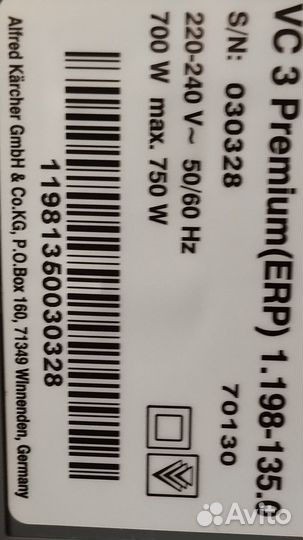 VC 3 Premium(ERP) 1.198-135.0
S/N: 030328 70130
220-240 V~ 50/60 Hz
700 W max. 750 W
11981350030328
Alfred Kärcher GmbH & Co.KG, P.O.Box 160, 71349 Winnenden, Germany
Avito